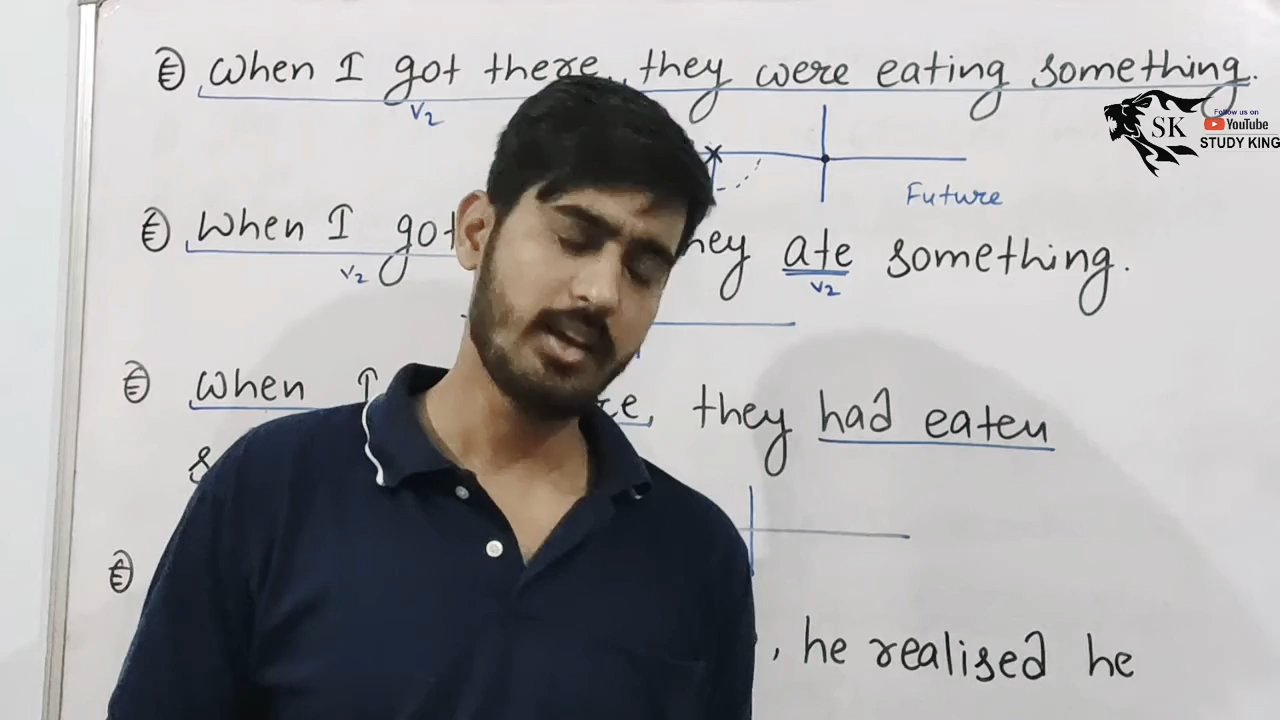 Ⓔ When I got there, they were eating something.
V2
Follow us on
YouTube
SK
STUDY KING
Future
Ⓔ When I got hey ate something.
V2 V2
Ⓔ When I ce, they had eaten
s
Ⓔ , he realised he